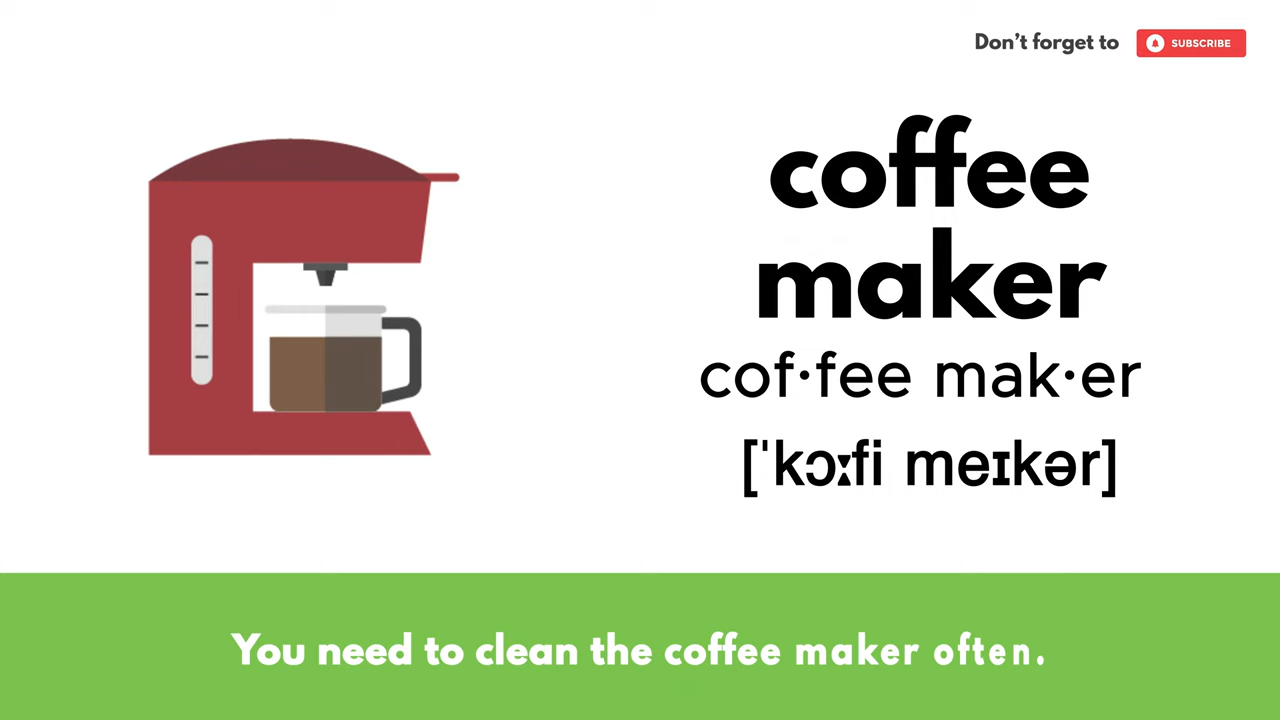 Don't forget to SUBSCRIBE
coffee
maker
cof·fee mak·er
[ˈkɔːfi meɪkər]
You need to clean the coffee maker often.